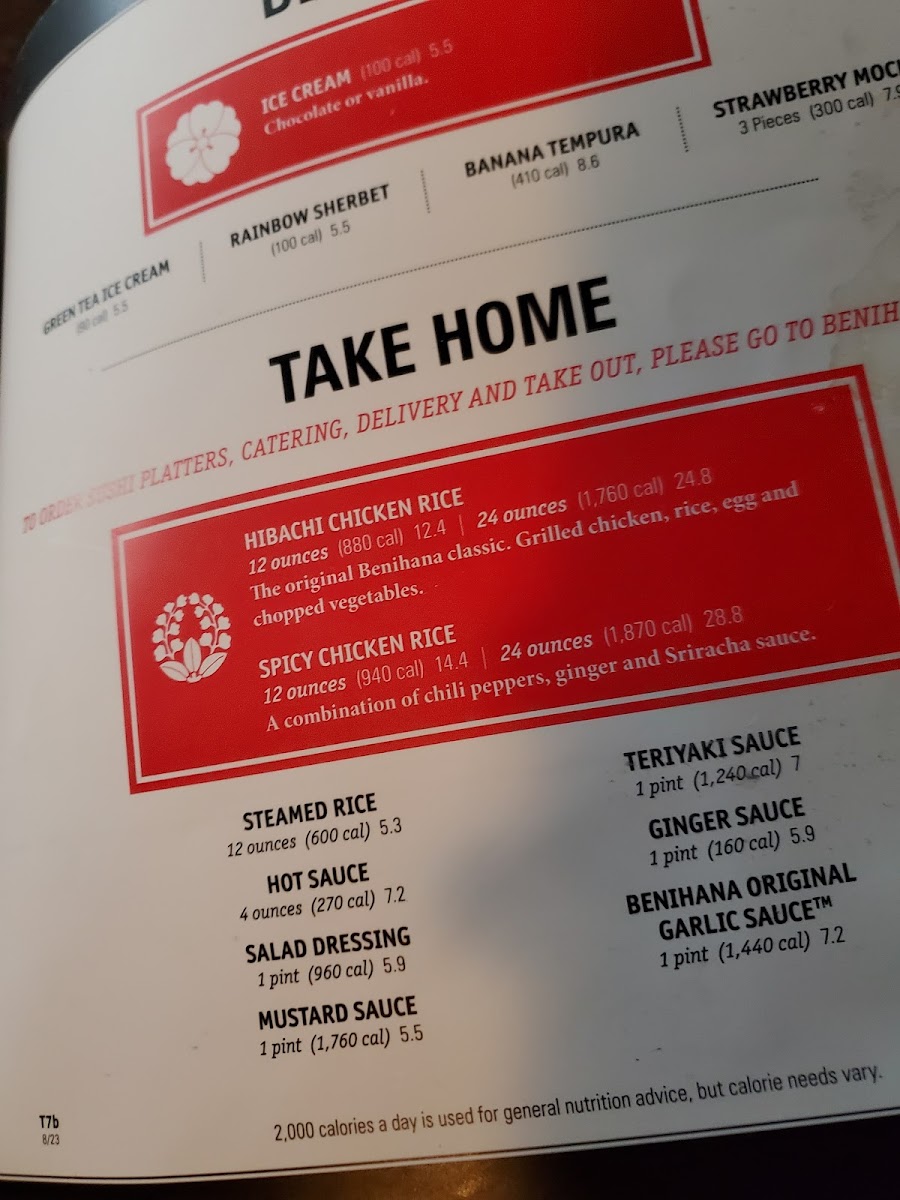 ICE CREAM (100 cal) 5.5
Chocolate or vanilla.
GREEN TEA ICE CREAM
(90 cal) 5.5
RAINBOW SHERBET
(100 cal) 5.5
BANANA TEMPURA
(410 cal) 8.6
STRAWBERRY
3 Pieces (300 cal)
TAKE HOME
TO ORDER SUSHI PLATTERS, CATERING, DELIVERY AND TAKE OUT, PLEASE GO TO
HIBACHI CHICKEN RICE
12 ounces (880 cal) 12.4 | 24 ounces (1,760 cal) 24.8
The original Benihana classic. Grilled chicken, rice, egg and
chopped vegetables.
SPICY CHICKEN RICE
12 ounces (940 cal) 14.4 | 24 ounces (1,870 cal) 28.8
A combination of chili peppers, ginger and Sriracha sauce.
STEAMED RICE
12 ounces (600 cal) 5.3
HOT SAUCE
4 ounces (270 cal) 7.2
SALAD DRESSING
1 pint (960 cal) 5.9
MUSTARD SAUCE
1 pint (1,760 cal) 5.5
TERIYAKI SAUCE
1 pint (1,240 cal) 7
GINGER SAUCE
1 pint (160 cal) 5.9
BENIHANA ORIGINAL
GARLIC SAUCE™
1 pint (1,440 cal) 7.2
2,000 calories a day is used for general nutrition advice, but calorie needs vary.
T7b
8/23